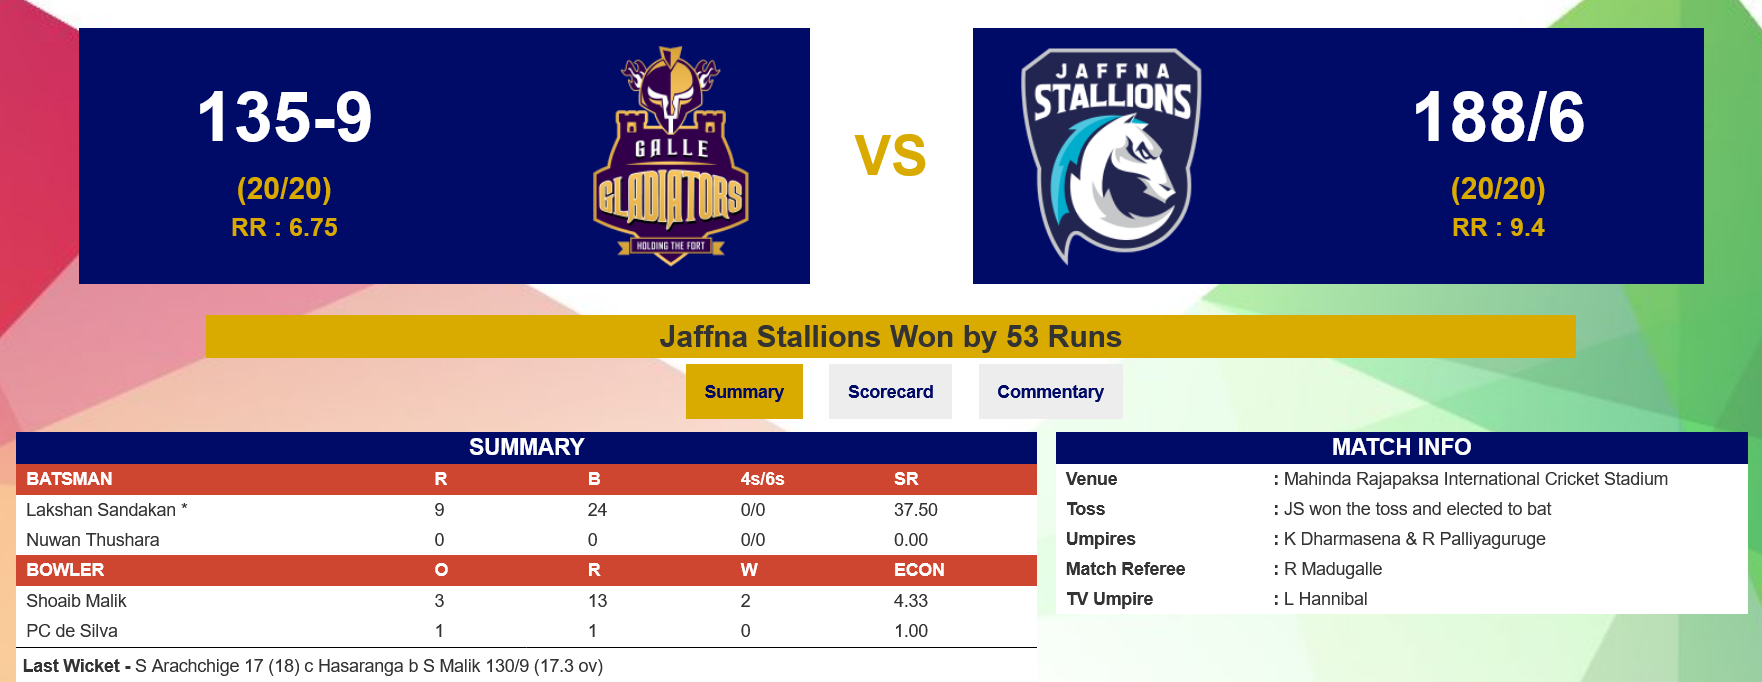 135-9
(20/20)
RR : 6.75
GALLE
GLADIATORS
HOLDING THE FORT
VS
JAFFNA
STALLIONS
188/6
(20/20)
RR : 9.4
Jaffna Stallions Won by 53 Runs
Summary Scorecard Commentary
SUMMARY
BATSMAN R B 4s/6s SR
Lakshan Sandakan * 9 24 0/0 37.50
Nuwan Thushara 0 0 0/0 0.00
BOWLER O R W ECON
Shoaib Malik 3 13 2 4.33
PC de Silva 1 1 0 1.00
Last Wicket - S Arachchige 17 (18) c Hasaranga b S Malik 130/9 (17.3 ov)
MATCH INFO
Venue : Mahinda Rajapaksa International Cricket Stadium
Toss : JS won the toss and elected to bat
Umpires : K Dharmasena & R Palliyaguruge
Match Referee : R Madugalle
TV Umpire : L Hannibal